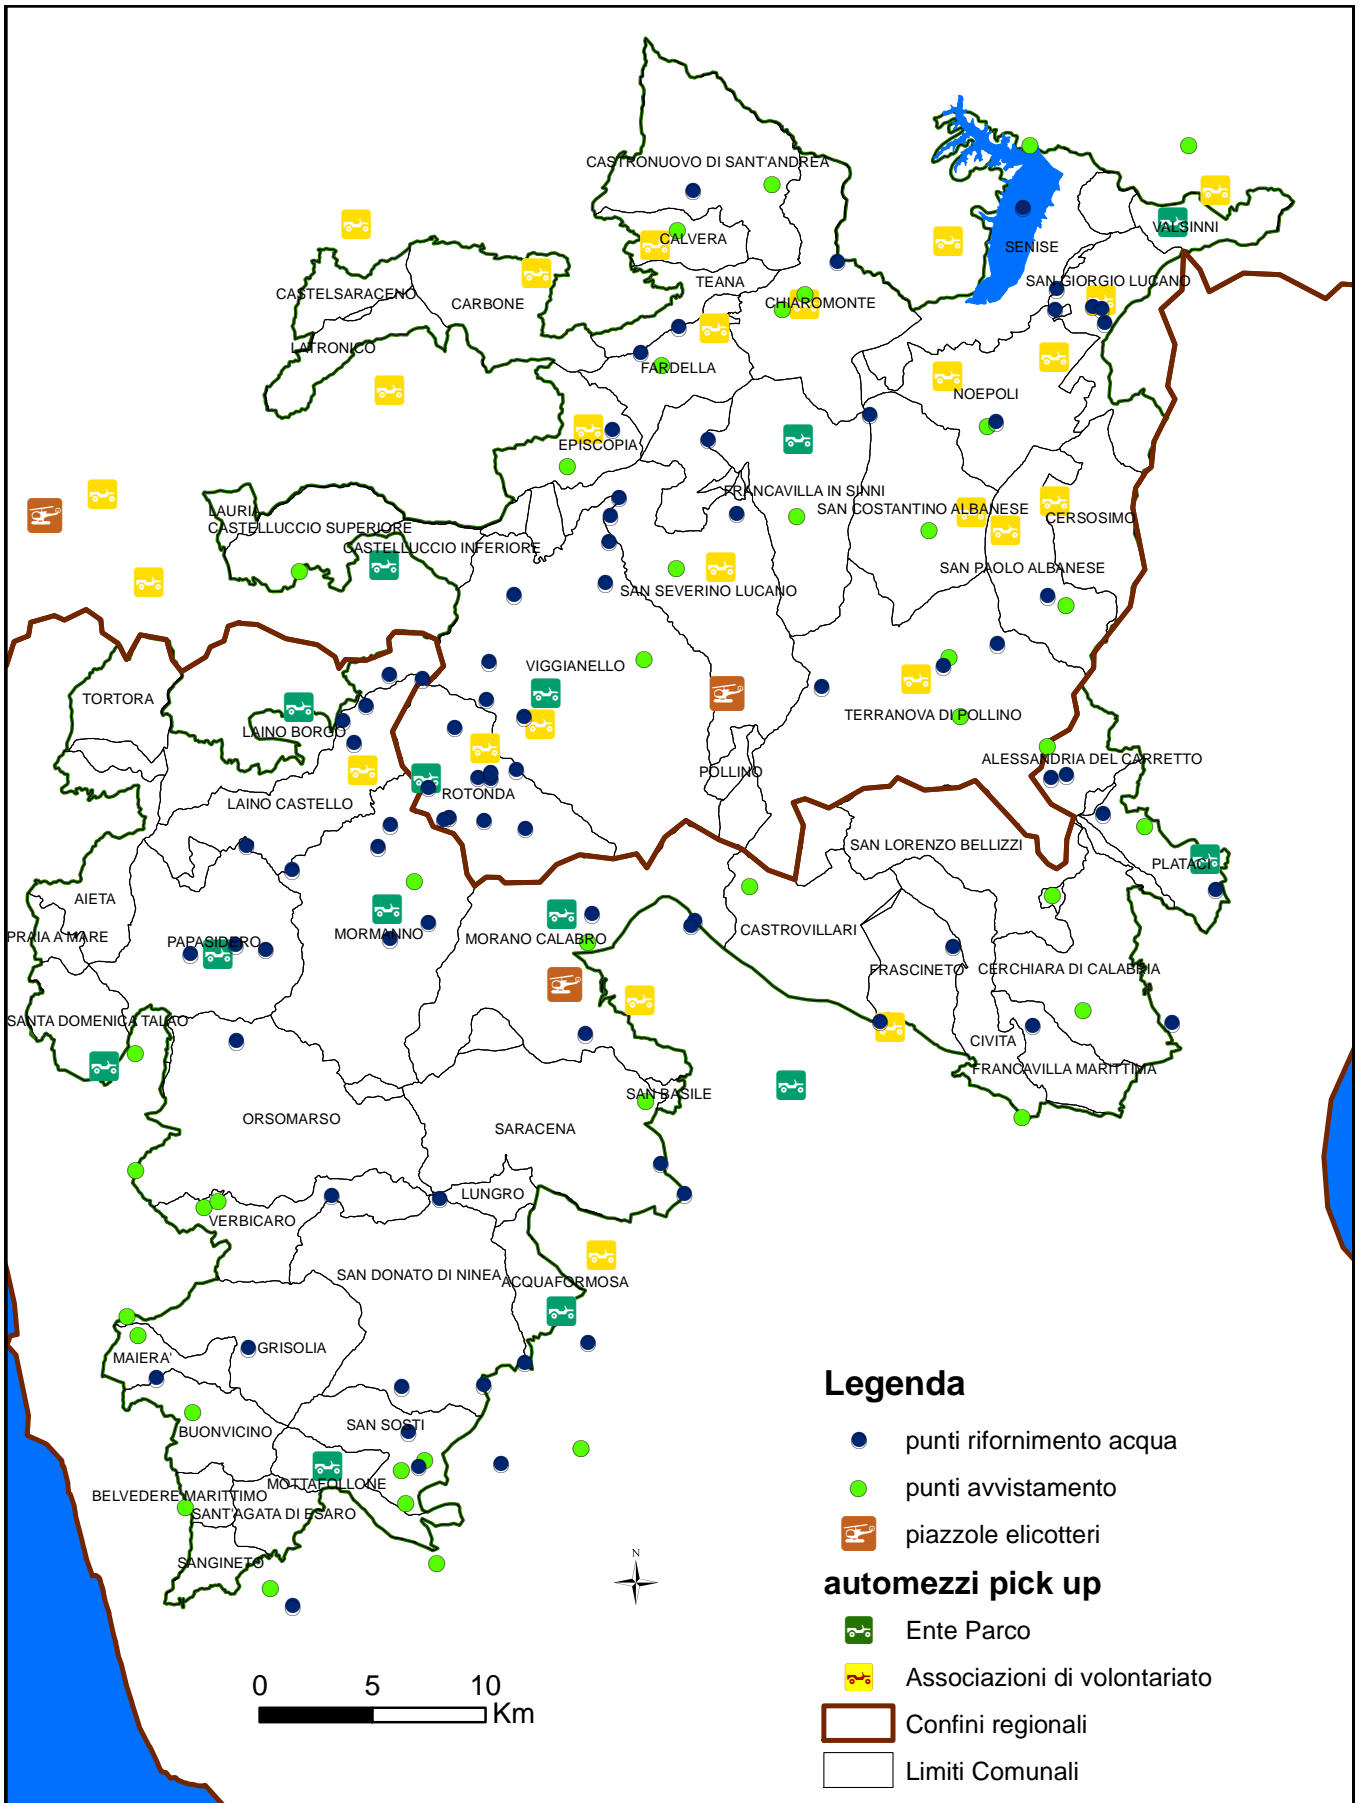 CASTRONUOVO DI SANT'ANDREA
CALVERA
TEANA
CHIAROMONTE
SENISE
VALSINNI
SAN GIORGIO LUCANO
CASTELSARACENO
CARBONE
LATRONICO
FARDELLA
NOEPOLI
EPISCOPIA
FRANCAVILLA IN SINNI
SAN COSTANTINO ALBANESE
CERSOSIMO
LAURIA
CASTELLUCCIO SUPERIORE
CASTELLUCCIO INFERIORE
SAN PAOLO ALBANESE
SAN SEVERINO LUCANO
VIGGIANELLO
TORTORA
LAINO BORGO
TERRANOVA DI POLLINO
POLLINO
ALESSANDRIA DEL CARRETTO
LAINO CASTELLO
ROTONDA
SAN LORENZO BELLIZZI
PLATACI
AIETA
PRAIA A MARE
PAPASIDERO
MORMANNO
MORANO CALABRO
CASTROVILLARI
FRASCINETO
CERCHIARA DI CALABRIA
SANTA DOMENICA TALAO
CIVITA
FRANCAVILLA MARITTIMA
SAN BASILE
ORSOMARSO
SARACENA
LUNGRO
VERBICARO
SAN DONATO DI NINEA
ACQUAFORMOSA
GRISOLIA
MAIERA'
BUONVICINO
SAN SOSTI
MOTTAFOLLONE
BELVEDERE MARITTIMO
SANT'AGATA DI ESARO
SANGINETO
N
0 5 10
Km
Legenda
punti rifornimento acqua
punti avvistamento
piazzole elicotteri
automezzi pick up
Ente Parco
Associazioni di volontariato
Confini regionali
Limiti Comunali